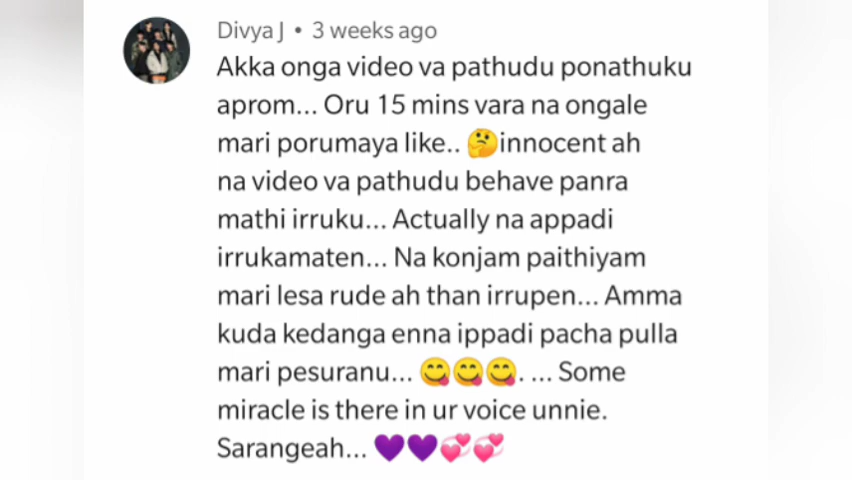 Divya J • 3 weeks ago
Akka onga video va pathudu ponathuku
aprom... Oru 15 mins vara na ongale
mari porumaya like.. 🤔innocent ah
na video va pathudu behave panra
mathi irruku... Actually na appadi
irrukamaten... Na konjam paithiyam
mari lesa rude ah than irrupen... Amma
kuda kedanga enna ippadi pacha pulla
mari pesuranu... 😋😋😋. ... Some
miracle is there in ur voice unnie.
Sarangeah... 💜💜💞💞